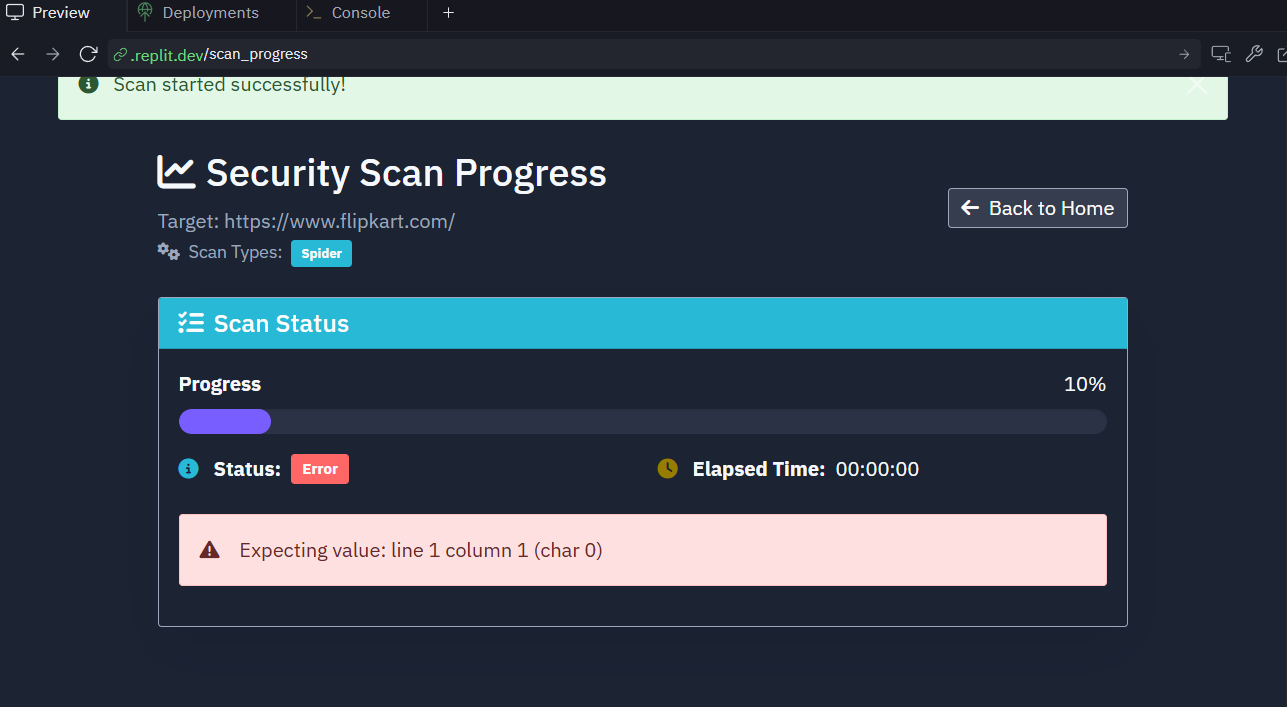 Preview
Deployments
Console
.replit.dev/scan_progress
Scan started successfully!
Security Scan Progress
Target: https://www.flipkart.com/
Back to Home
Scan Types: Spider
Scan Status
Progress 10%
Status: Error
Elapsed Time: 00:00:00
Expecting value: line 1 column 1 (char 0)